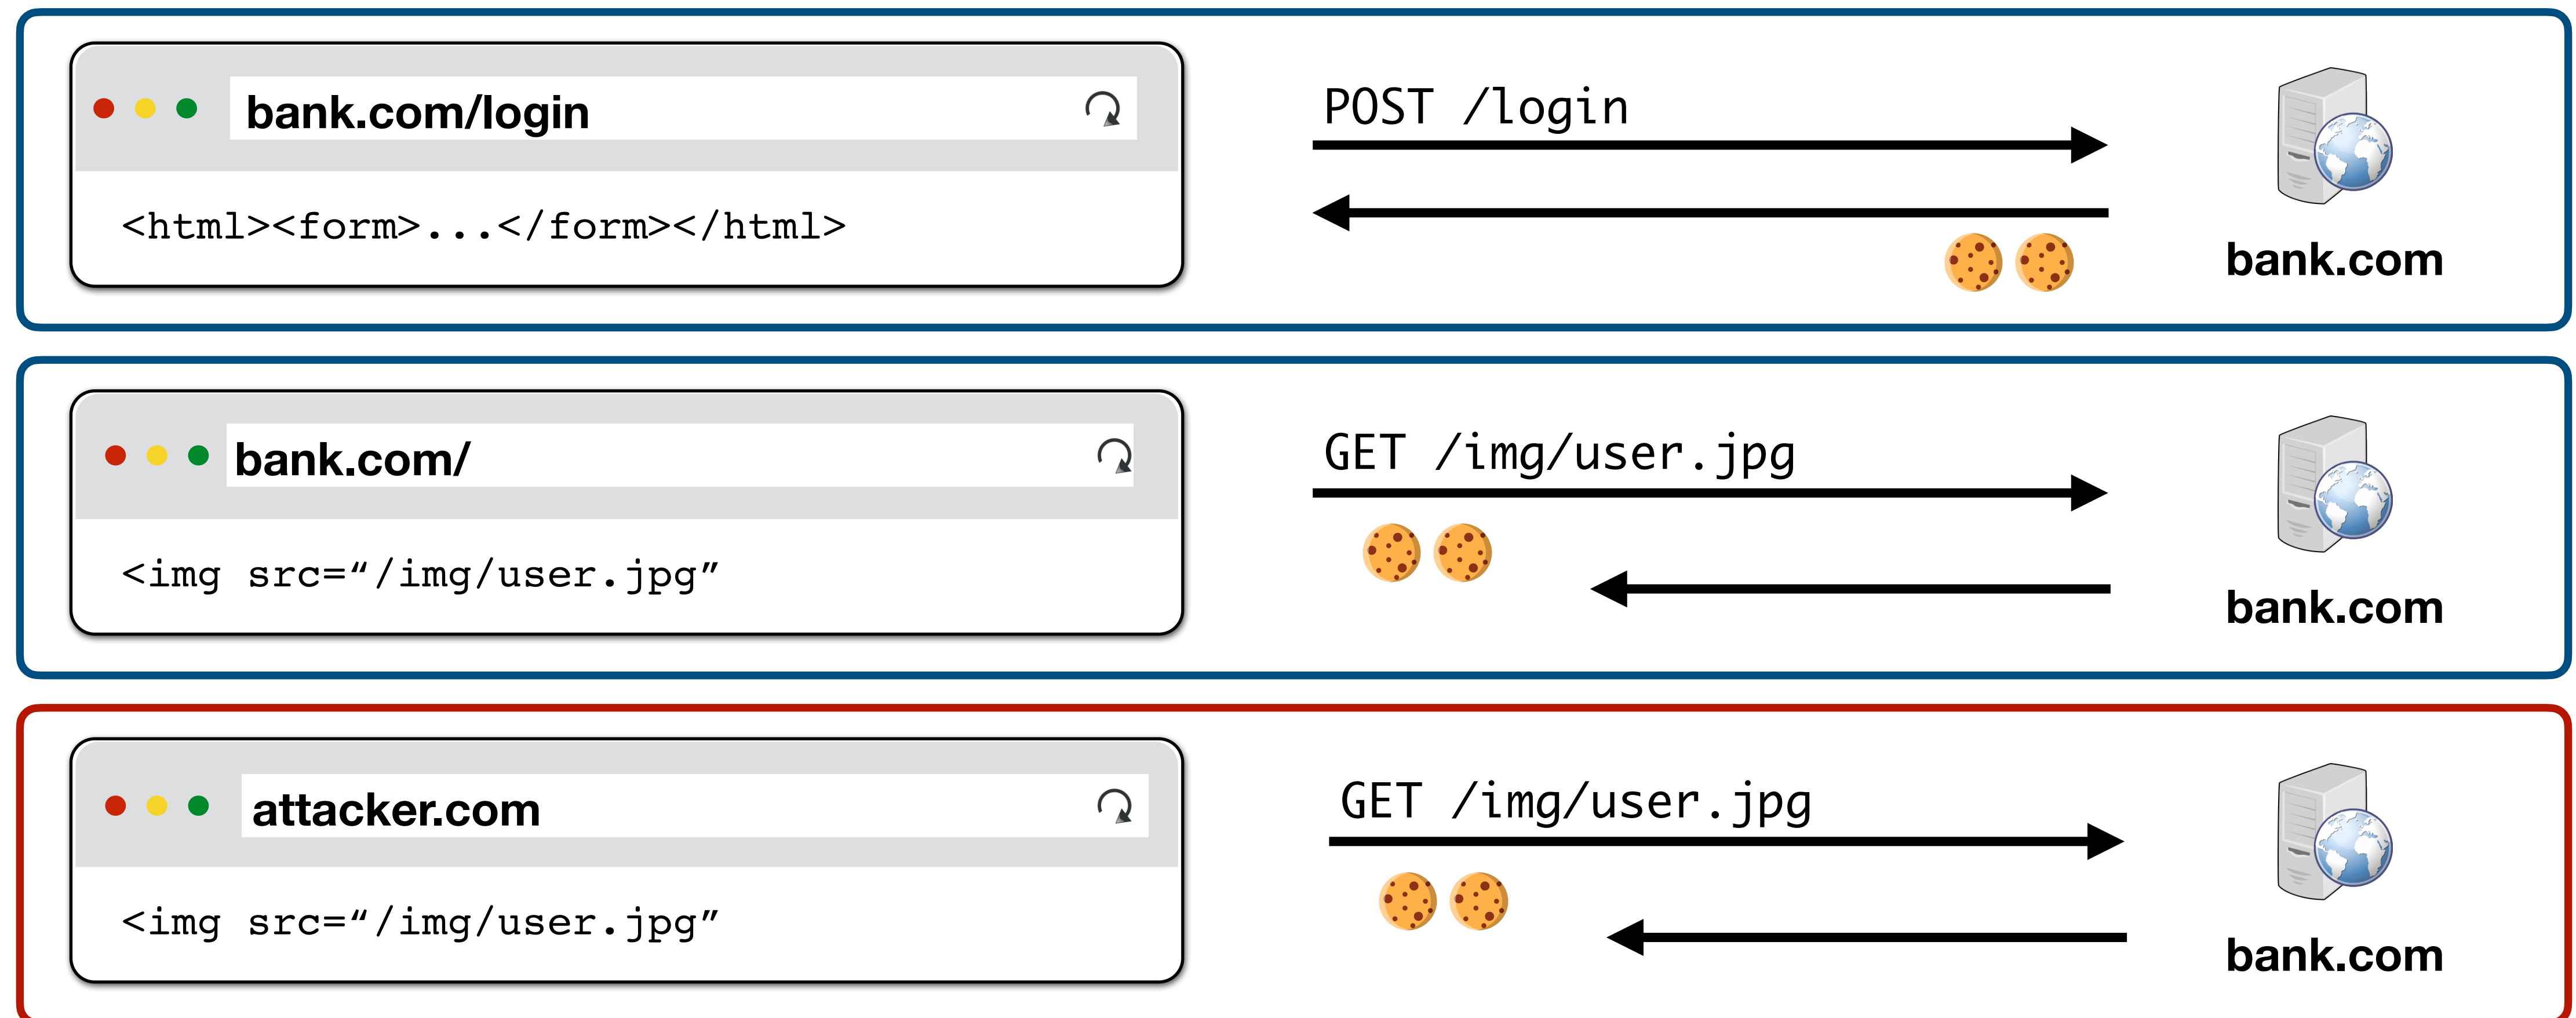 bank.com/login
POST /login
<html><form>...</form></html>
bank.com
bank.com/
GET /img/user.jpg
<img src=“/img/user.jpg”
bank.com
attacker.com
GET /img/user.jpg
<img src=“/img/user.jpg”
bank.com